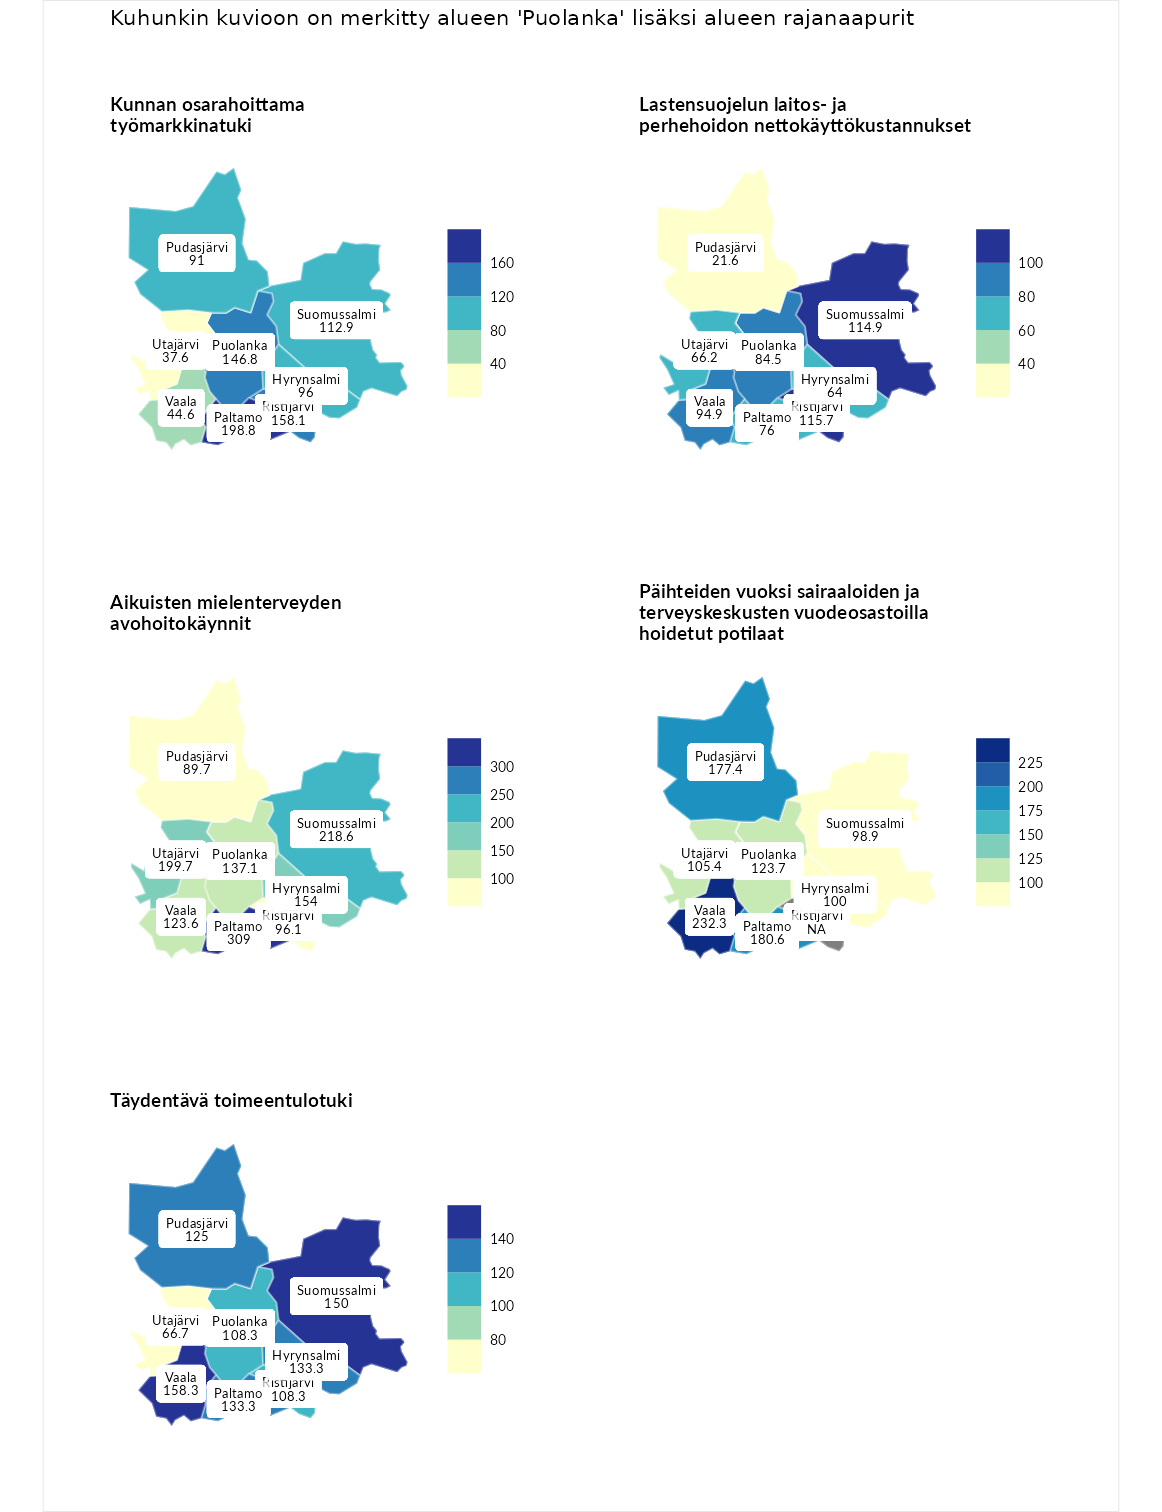 Kuhunkin kuvioon on merkitty alueen 'Puolanka' lisäksi alueen rajanaapurit
Kunnan osarahoittama
työmarkkinatuki
Pudasjärvi
91
Suomussalmi
112.9
Utajärvi
37.6
Puolanka
146.8
Hyrynsalmi
96
Vaala
44.6
Paltamo
198.8
Ristijärvi
158.1
160
120
80
40
Lastensuojelun laitos- ja
perhehoidon nettokäyttökustannukset
Pudasjärvi
21.6
Suomussalmi
114.9
Utajärvi
66.2
Puolanka
84.5
Hyrynsalmi
64
Vaala
94.9
Paltamo
76
Ristijärvi
115.7
100
80
60
40
Aikuisten mielenterveyden
avohoitokäynnit
Pudasjärvi
89.7
Suomussalmi
218.6
Utajärvi
199.7
Puolanka
137.1
Hyrynsalmi
154
Vaala
123.6
Paltamo
309
Ristijärvi
96.1
300
250
200
150
100
Päihteiden vuoksi sairaaloiden ja
terveyskeskusten vuodeosastoilla
hoidetut potilaat
Pudasjärvi
177.4
Suomussalmi
98.9
Utajärvi
105.4
Puolanka
123.7
Hyrynsalmi
100
Vaala
232.3
Paltamo
180.6
Ristijärvi
NA
225
200
175
150
125
100
Täydentävä toimeentulotuki
Pudasjärvi
125
Suomussalmi
150
Utajärvi
66.7
Puolanka
108.3
Hyrynsalmi
133.3
Vaala
158.3
Paltamo
133.3
Ristijärvi
108.3
140
120
100
80